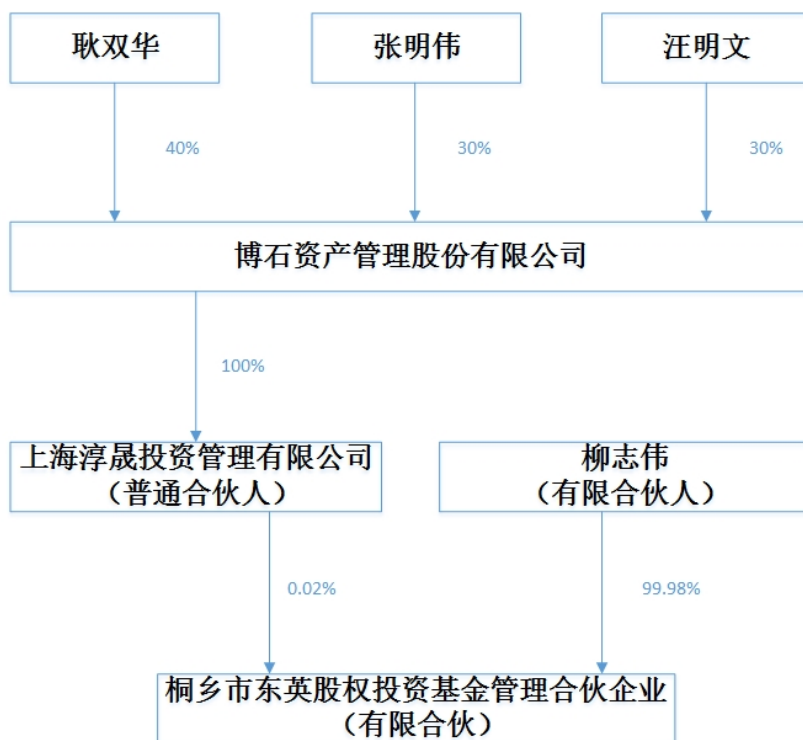 耿双华
张明伟
汪明文
40%
30%
30%
博石资产管理股份有限公司
100%
上海淳晟投资管理有限公司
（普通合伙人）
柳志伟
（有限合伙人）
0.02%
99.98%
桐乡市东英股权投资基金管理合伙企业
（有限合伙）